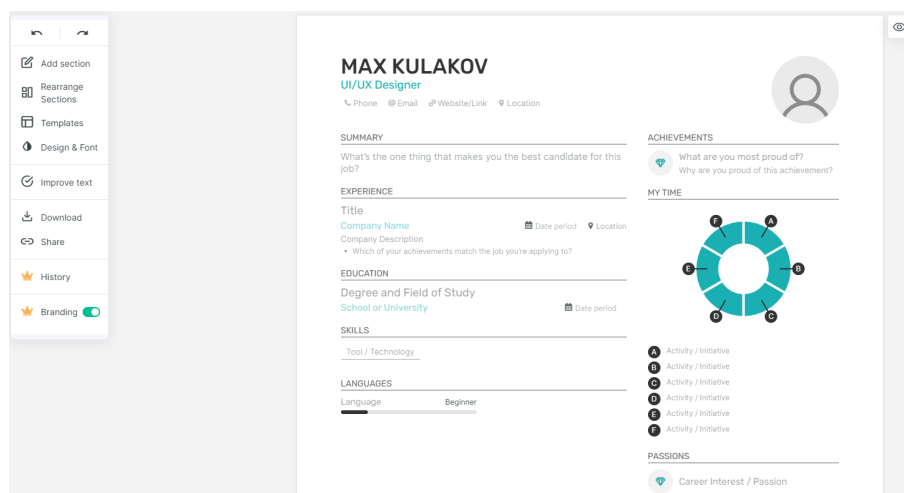 Add section
Rearrange
Sections
Templates
Design & Font
Improve text
Download
Share
History
Branding
MAX KULAKOV
UI/UX Designer
Phone @Email Website/Link Location
SUMMARY
What's the one thing that makes you the best candidate for this
job?
EXPERIENCE
Title
Company Name Date period Location
Company Description
• Which of your achievements match the job you're applying to?
EDUCATION
Degree and Field of Study
School or University Date period
SKILLS
Tool / Technology
LANGUAGES
Language Beginner
ACHIEVEMENTS
What are you most proud of?
Why are you proud of this achievement?
MY TIME
F A
E B
D C
A Activity / Initiative
B Activity / Initiative
C Activity / Initiative
D Activity / Initiative
E Activity / Initiative
F Activity / Initiative
PASSIONS
Career Interest / Passion